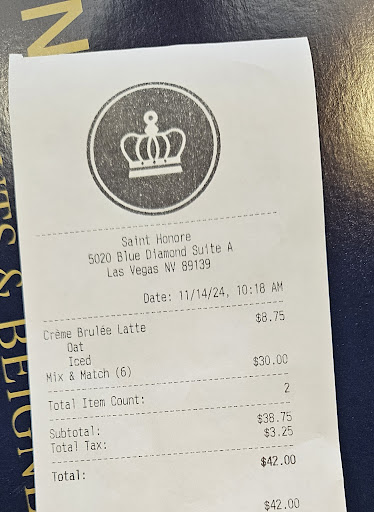 N
TS & BEIGNE
Saint Honore
5020 Blue Diamond Suite A
Las Vegas NV 89139
Date: 11/14/24, 10:18 AM
Crème Brulée Latte $8.75
Oat
Iced
Mix & Match (6) $30.00
Total Item Count: 2
Subtotal: $38.75
Total Tax: $3.25
Total: $42.00
$42.00